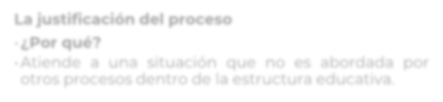 La justificación del proceso
•¿Por qué?
•Atiende a una situación que no es abordada por
otros procesos dentro de la estructura educativa.